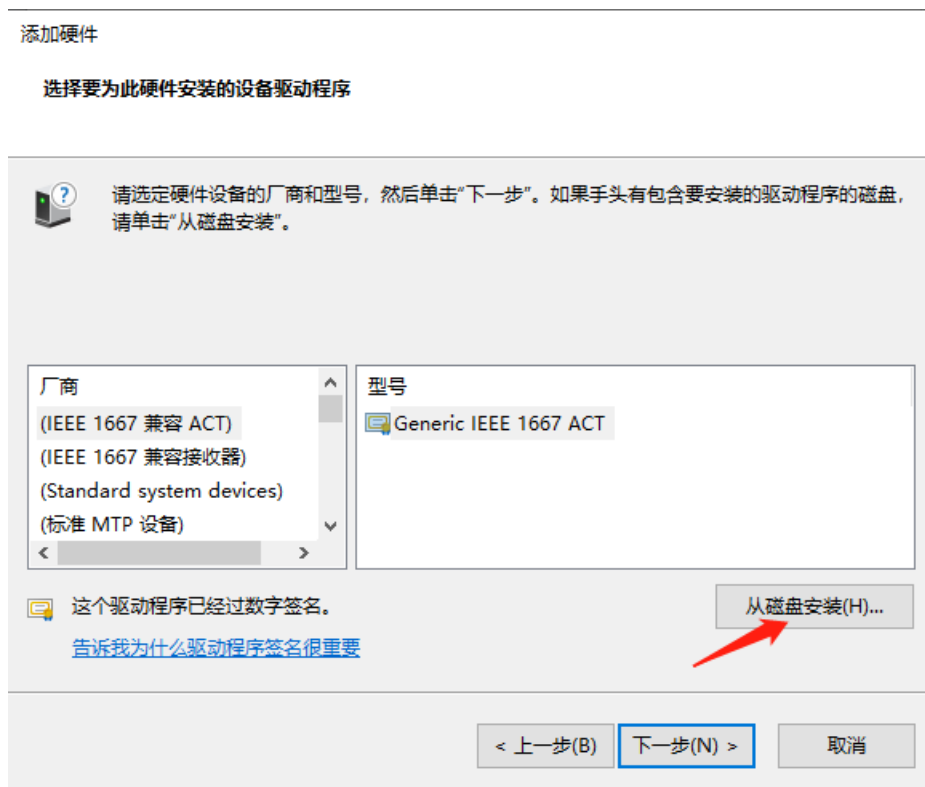 添加硬件
选择要为此硬件安装的设备驱动程序
?
请选定硬件设备的厂商和型号，然后单击“下一步”。如果手头有包含要安装的驱动程序的磁盘，
请单击“从磁盘安装”。
厂商
(IEEE 1667 兼容 ACT)
(IEEE 1667 兼容接收器)
(Standard system devices)
(标准 MTP 设备)
型号
Generic IEEE 1667 ACT
这个驱动程序已经过数字签名。
告诉我为什么驱动程序签名很重要
从磁盘安装(H)...
< 上一步(B)
下一步(N) >
取消